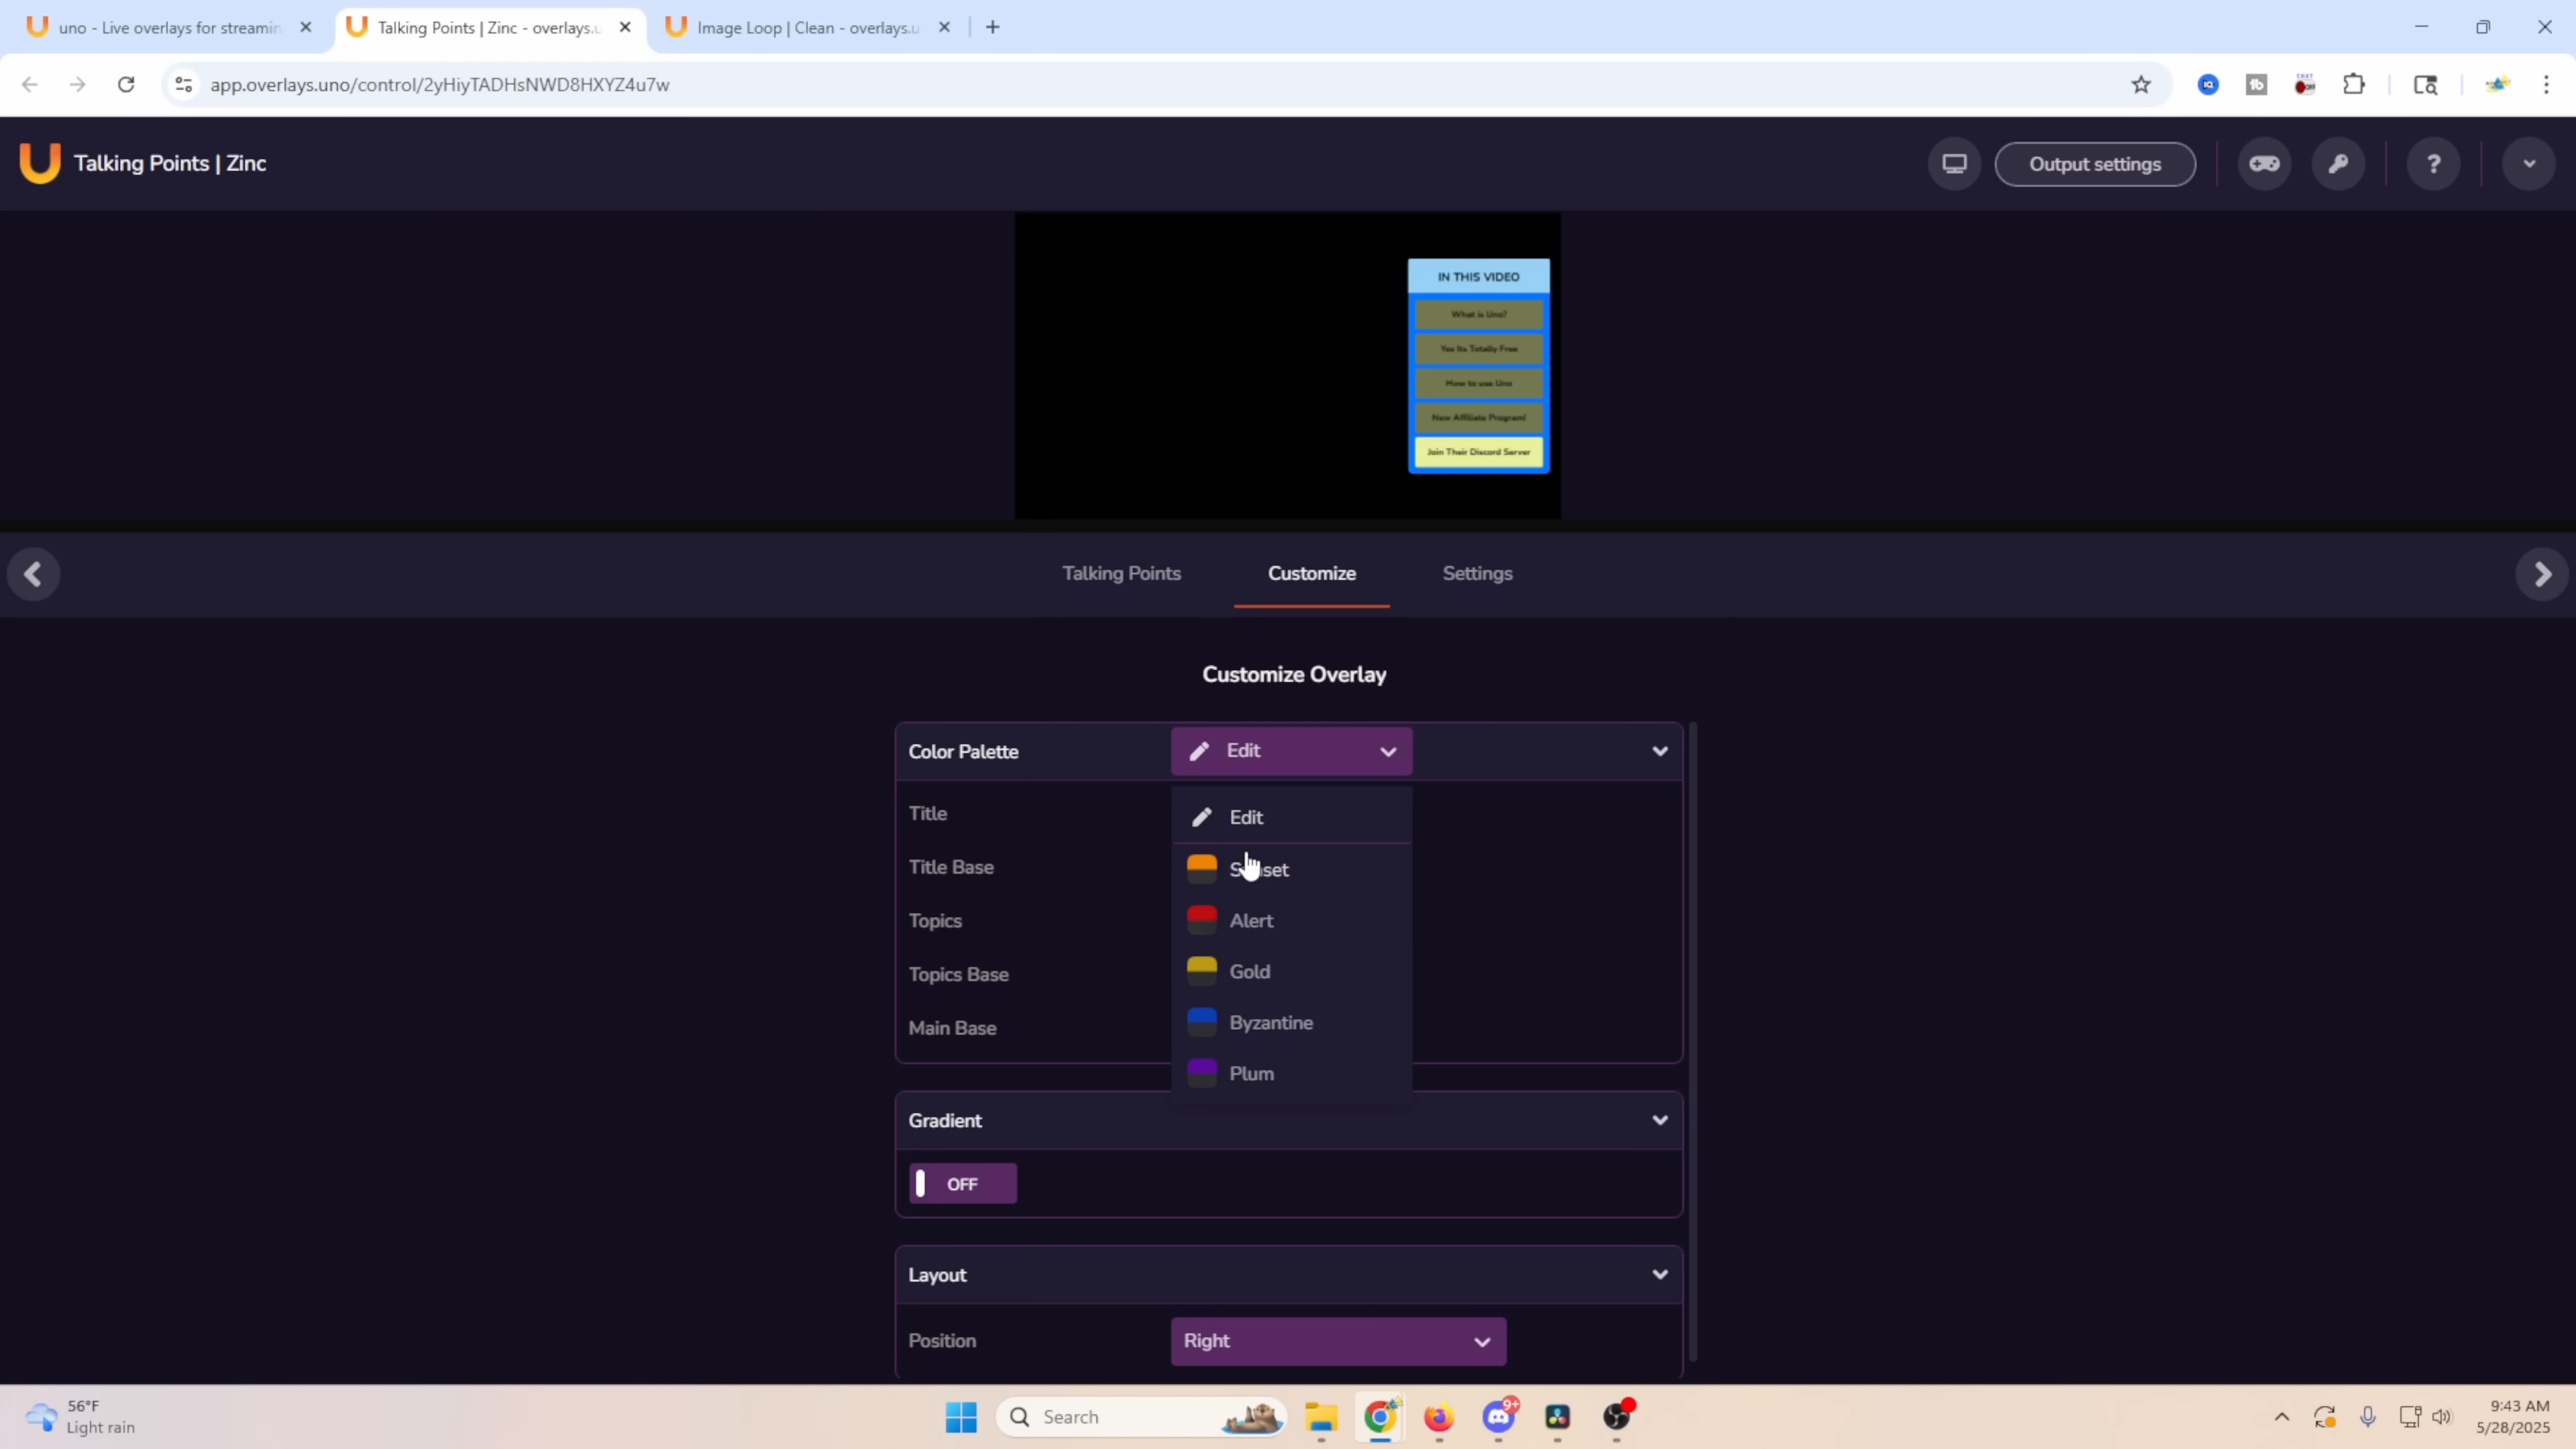 uno - Live overlays for streamin
Talking Points | Zinc - overlays.u
Image Loop | Clean - overlays.u
app.overlays.uno/control/2yHiyTADHsNWD8HXYZ4u7w
Talking Points | Zinc
Output settings
?
IN THIS VIDEO
What is Uno?
Yes Its Totally Free
How to use Uno
New Affiliate Program!
Join Their Discord Server
Talking Points
Customize
Settings
Customize Overlay
Color Palette
Edit
Title
Edit
Title Base
Topics
Alert
Topics Base
Gold
Main Base
Byzantine
Plum
Gradient
OFF
Layout
Position
Right
56°F
Light rain
Search
9+
9:43 AM
5/28/2025